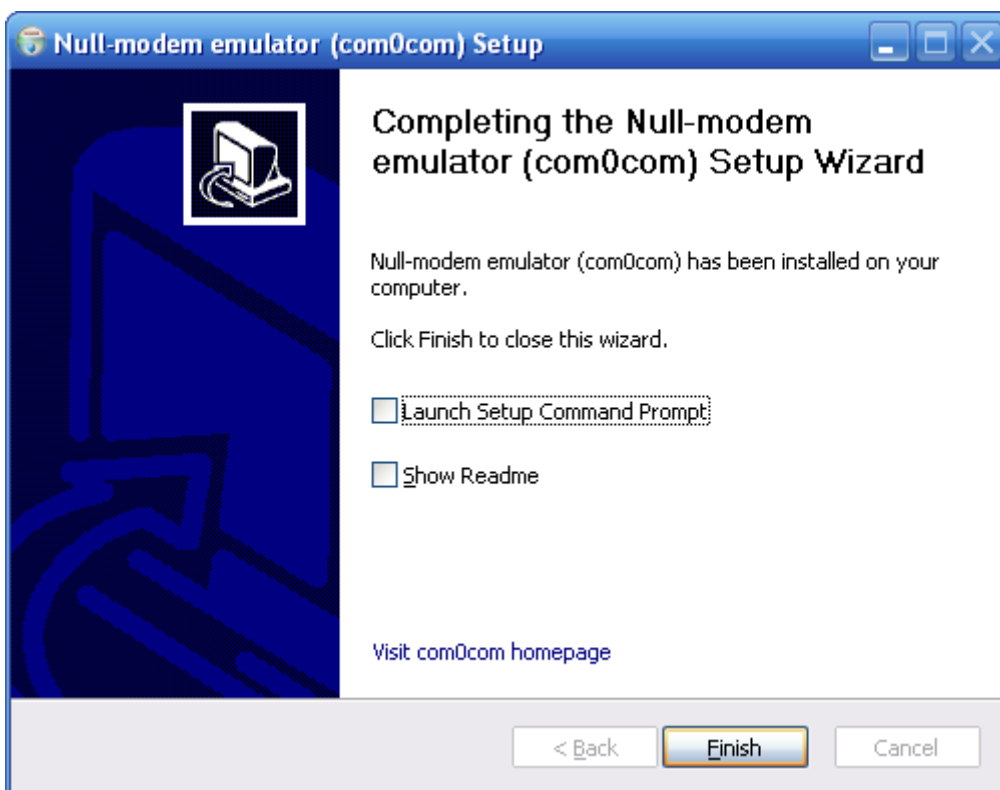 Null-modem emulator (com0com) Setup
Completing the Null-modem
emulator (com0com) Setup Wizard
Null-modem emulator (com0com) has been installed on your
computer.
Click Finish to close this wizard.
Launch Setup Command Prompt
Show Readme
Visit com0com homepage
< Back
Finish
Cancel